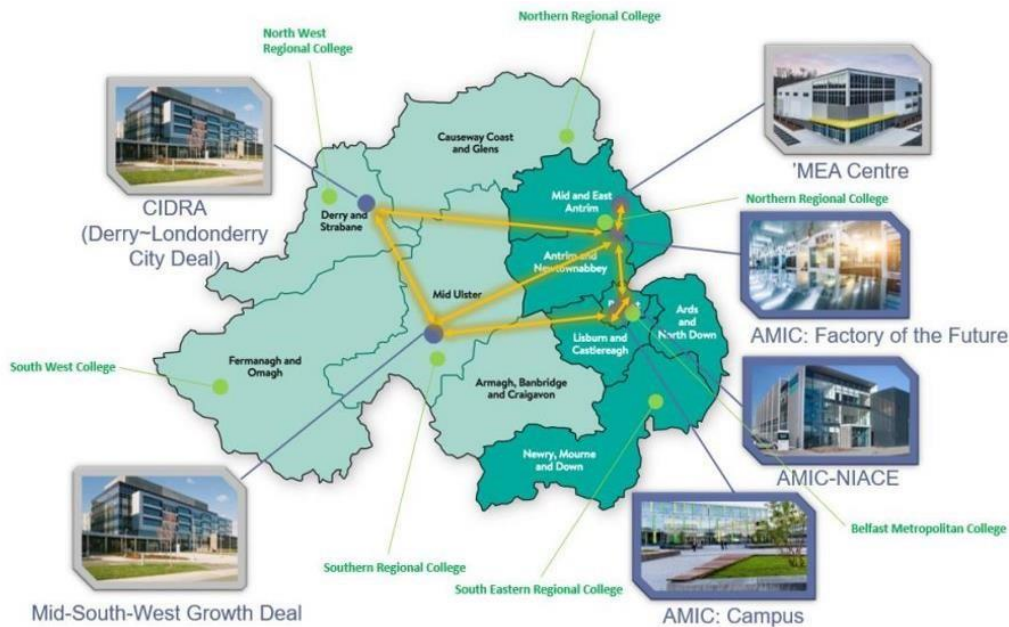 Northern Regional College
North West
Regional College
Causeway Coast
and Glens
'MEA Centre
Mid and East
Antrim
Northern Regional College
CIDRA
(Derry~Londonderry
City Deal)
Derry and
Strabane
Antrim and
Newtownabbey
Mid Ulster
Ards
and
North Down
AMIC: Factory of the Future
Lisburn and
Castlereagh
South West College
Fermanagh and
Omagh
Armagh, Banbridge
and Craigavon
Newry, Mourne
and Down
AMIC-NIACE
Belfast Metropolitan College
Southern Regional College
South Eastern Regional College
Mid-South-West Growth Deal
AMIC: Campus